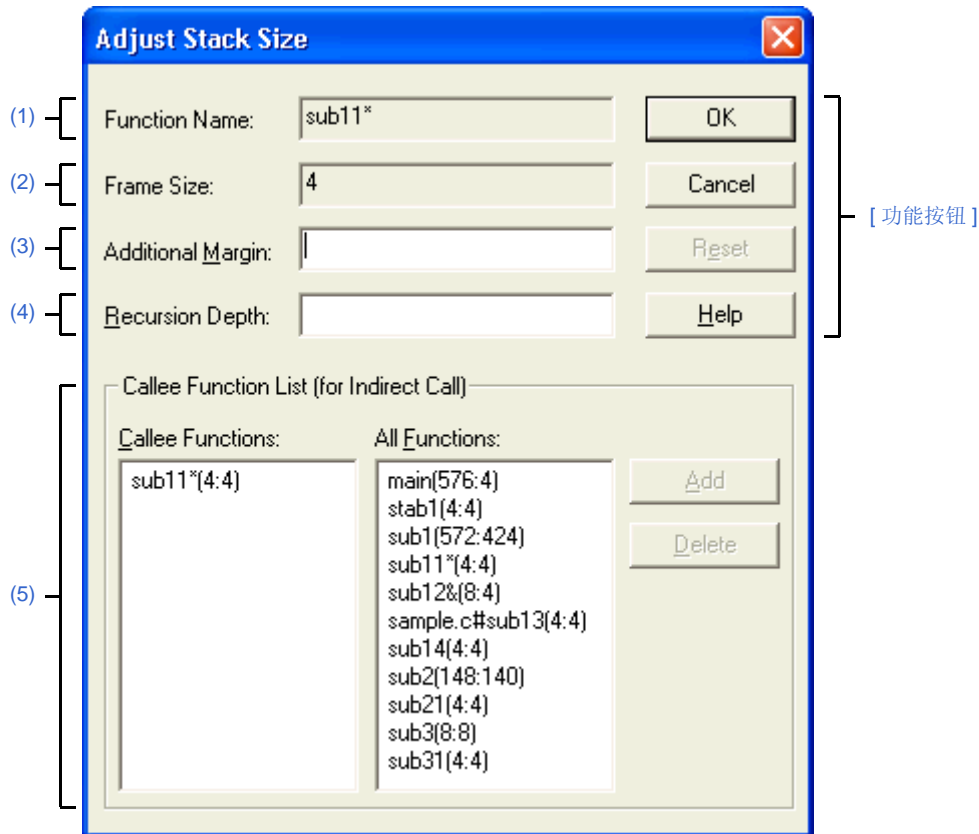 Adjust Stack Size
(1)
Function Name:
sub11*
OK
(2)
Frame Size:
4
Cancel
[ 功能按钮 ]
(3)
Additional Margin:
Reset
(4)
Recursion Depth:
Help
Callee Function List (for Indirect Call)
Callee Functions:
All Functions:
(5)
sub11*(4:4)
main(576:4)
stab1(4:4)
sub1(572:424)
sub11*(4:4)
sub12&(8:4)
sample.c#sub13(4:4)
sub14(4:4)
sub2(148:140)
sub21(4:4)
sub3(8:8)
sub31(4:4)
Add
Delete